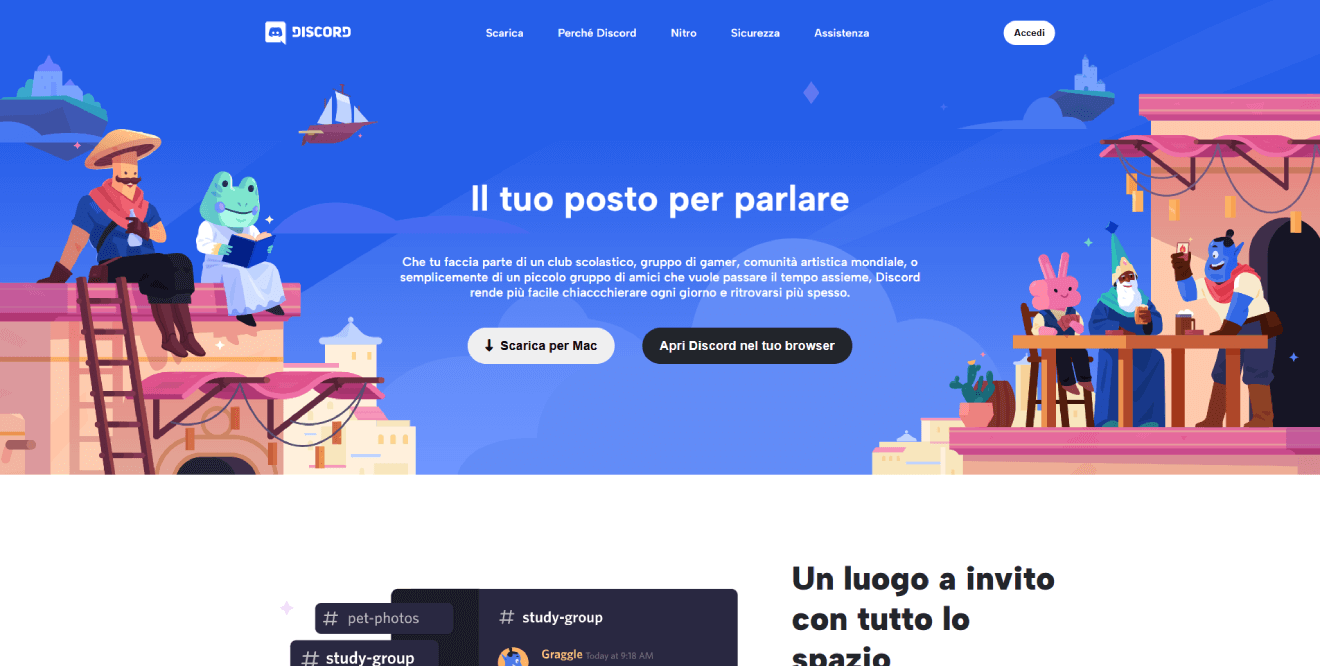 DISCORD
Scarica
Perché Discord
Nitro
Sicurezza
Assistenza
Accedi
Il tuo posto per parlare
Che tu faccia parte di un club scolastico, gruppo di gamer, comunità artistica mondiale, o
semplicemente di un piccolo gruppo di amici che vuole passare il tempo assieme, Discord
rende più facile chiaccchierare ogni giorno e ritrovarsi più spesso.
Scarica per Mac
Apri Discord nel tuo browser
# pet-photos
# study-group
# study-group
Graggle Today at 9:18 AM
Un luogo a invito
con tutto lo
spazio